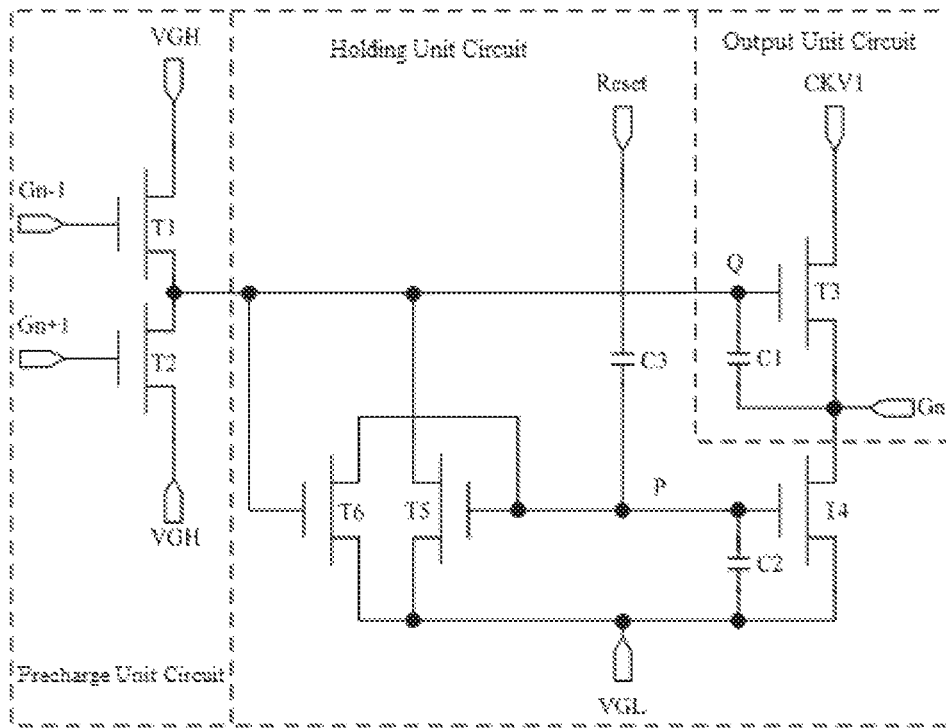 VGH
Holding Unit Circuit
Output Unit Circuit
Reset
CKV1
Gn-1
T1
Q
T3
Gn+1
T2
C3
C1
Gn
P
T6
T5
T4
VGH
C2
Precharge Unit Circuit
VGL